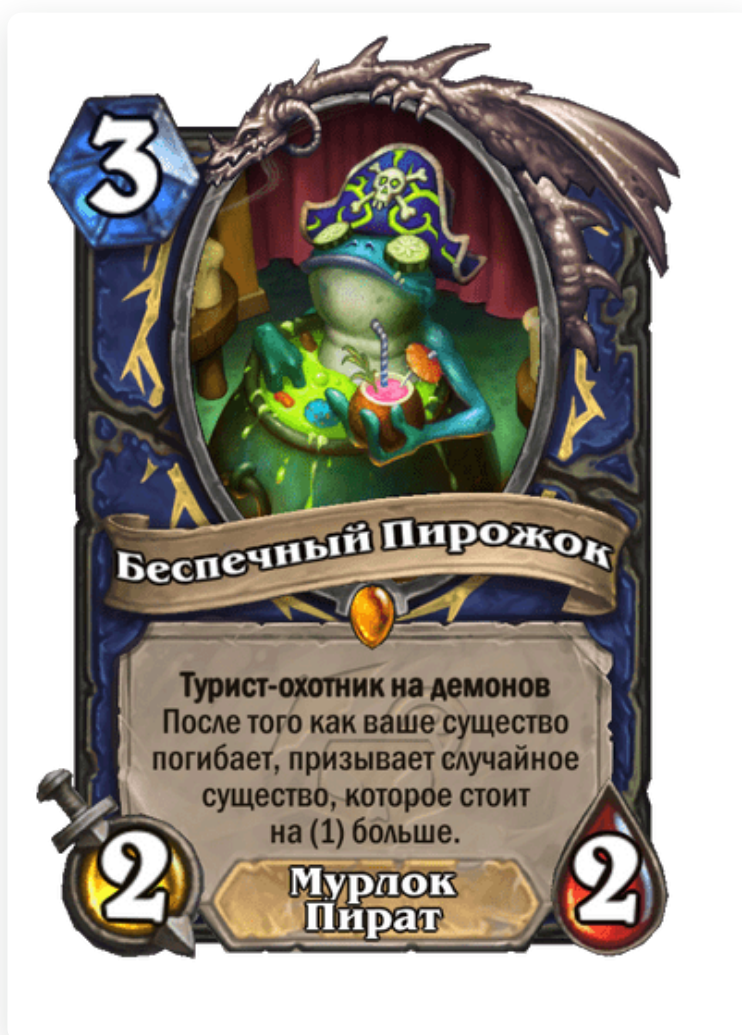 3
Беспечный Пирожок
Турист-охотник на демонов
После того как ваше существо
погибает, призывает случайное
существо, которое стоит
на (1) больше.
2
Мурлок
Пират
2